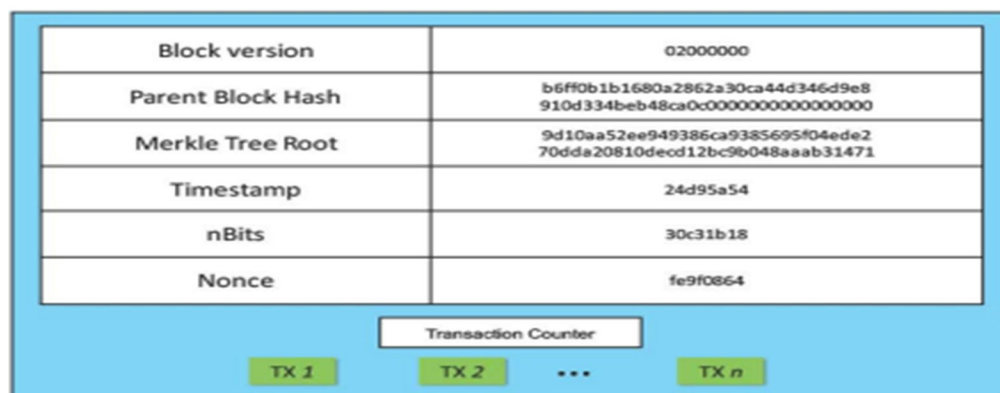 Block version 02000000
Parent Block Hash b6ff0b1b1680a2862a30ca44d346d9e8
910d334beb48ca0c0000000000000000
Merkle Tree Root 9d10aa52ee949386ca9385695f04ede2
70dda20810decd12bc9b048aaab31471
Timestamp 24d95a54
nBits 30c31b18
Nonce fe9f0864
Transaction Counter
TX 1 TX 2 ••• TX n